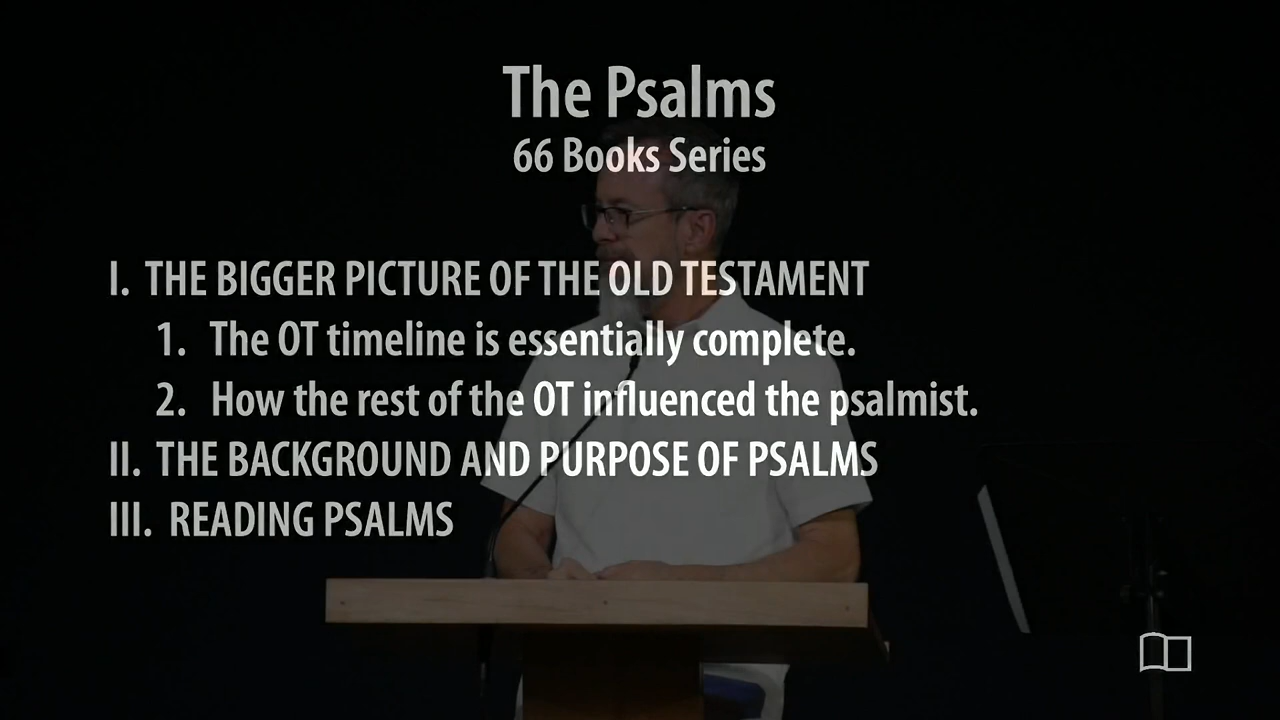 The Psalms
66 Books Series
I. THE BIGGER PICTURE OF THE OLD TESTAMENT
1. The OT timeline is essentially complete.
2. How the rest of the OT influenced the psalmist.
II. THE BACKGROUND AND PURPOSE OF PSALMS
III. READING PSALMS